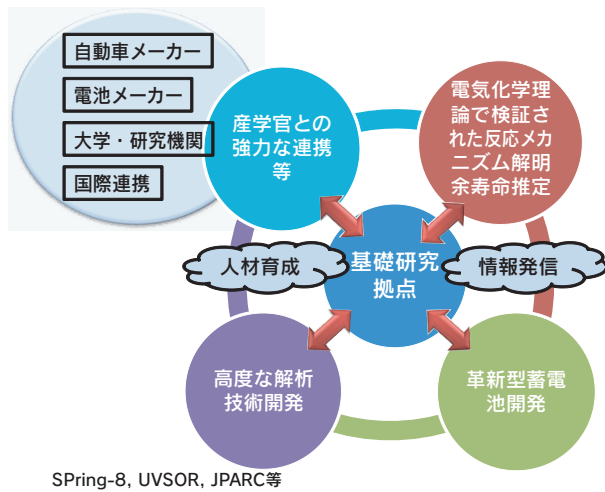 自動車メーカー
電池メーカー
大学・研究機関
国際連携
産学官との
強力な連携
等
電気化学理
論で検証さ
れた反応メカ
ニズム解明
余寿命推定
人材育成
基礎研究
拠点
情報発信
高度な解析
技術開発
革新型蓄電
池開発
SPring-8, UVSOR, JPARC等